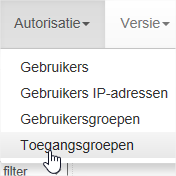 Autorisatie Versie
Gebruikers
Gebruikers IP-adressen
Gebruikersgroepen
Toegangsgroepen
filter